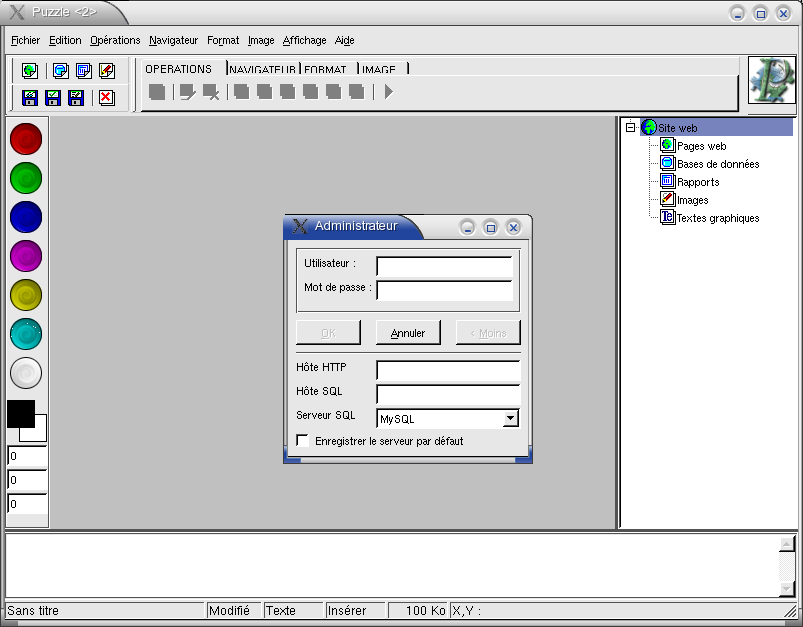 Puzzle <2>
Fichier Edition Opérations Navigateur Format Image Affichage Aide
OPERATIONS NAVIGATEUR FORMAT IMAGE
Site web
Pages web
Bases de données
Rapports
Images
Textes graphiques
Administrateur
Utilisateur :
Mot de passe :
OK Annuler < Moins
Hôte HTTP
Hôte SQL
Serveur SQL MySQL
Enregistrer le serveur par défaut
0
0
0
Sans titre Modifié Texte Insérer 100 Ko X,Y :